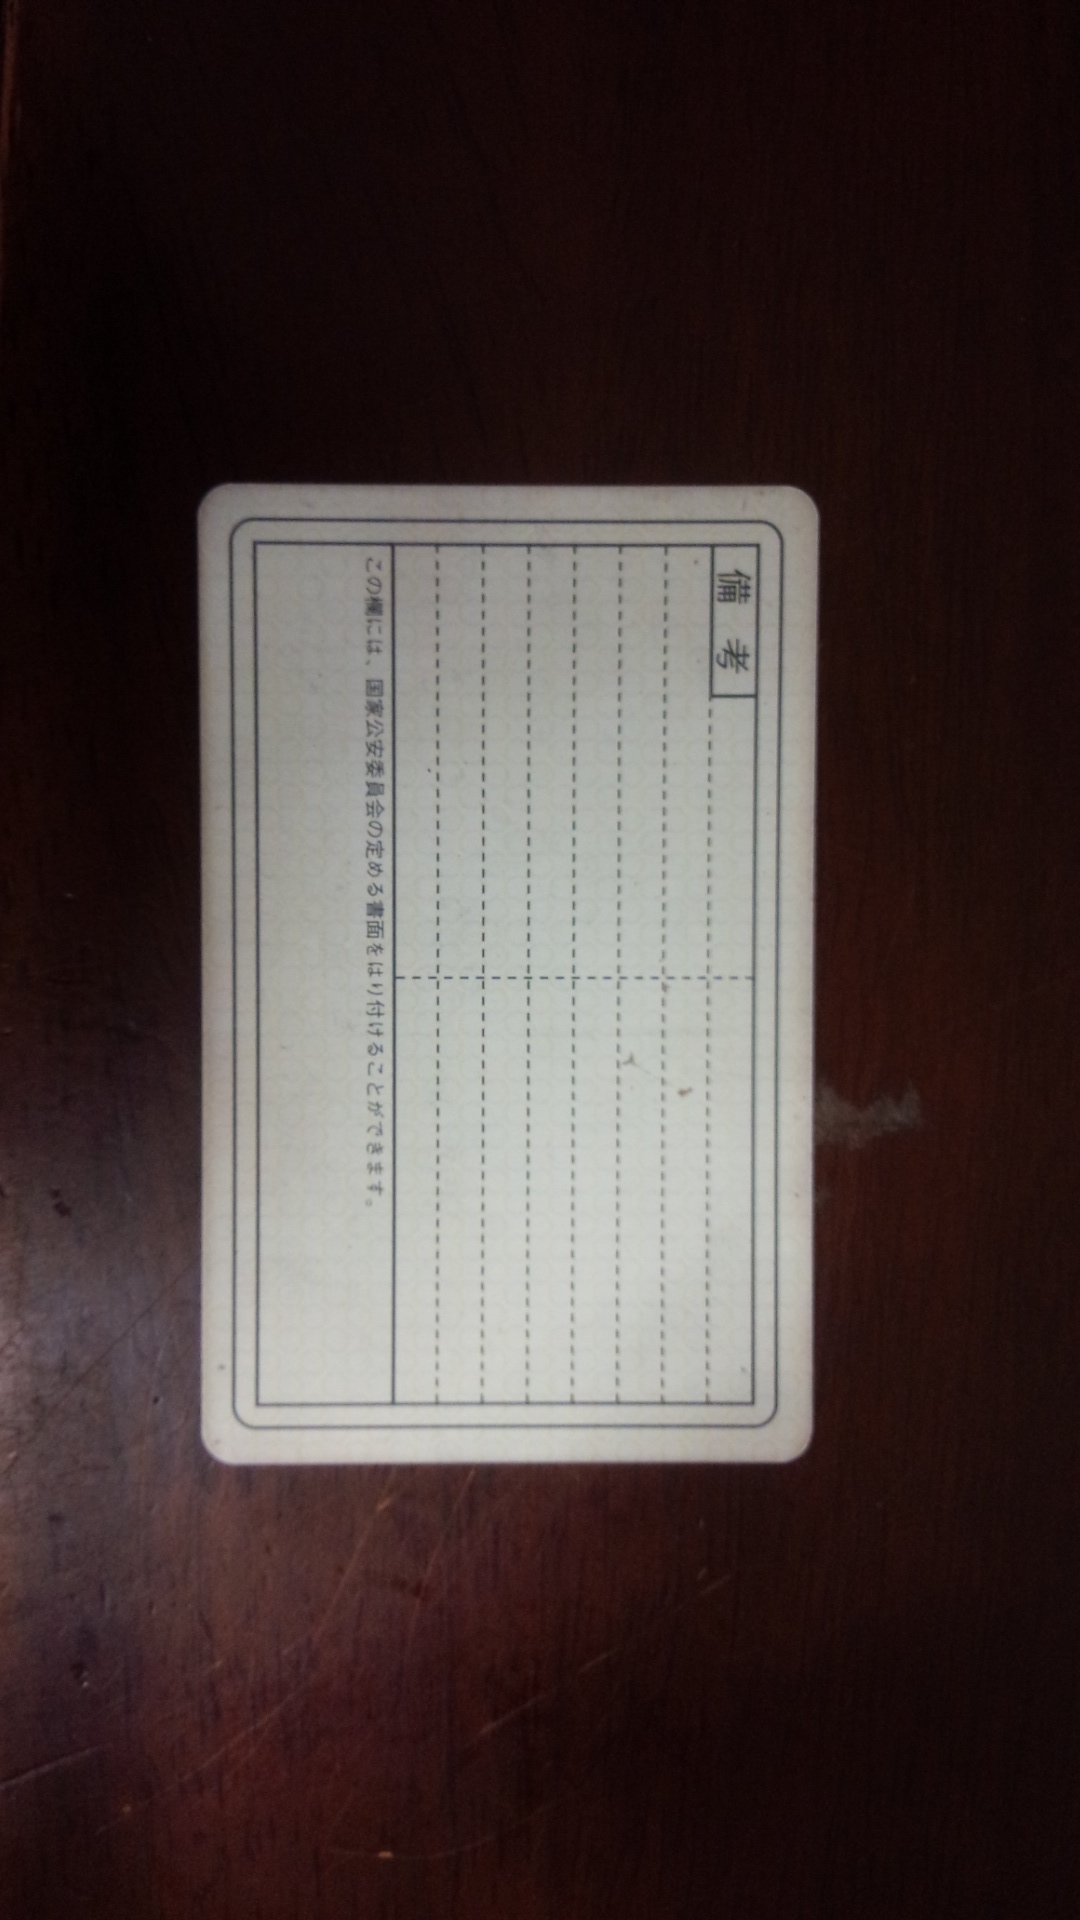 備考
この欄には、国家公安委員会の定める書面をはり付けることができます。